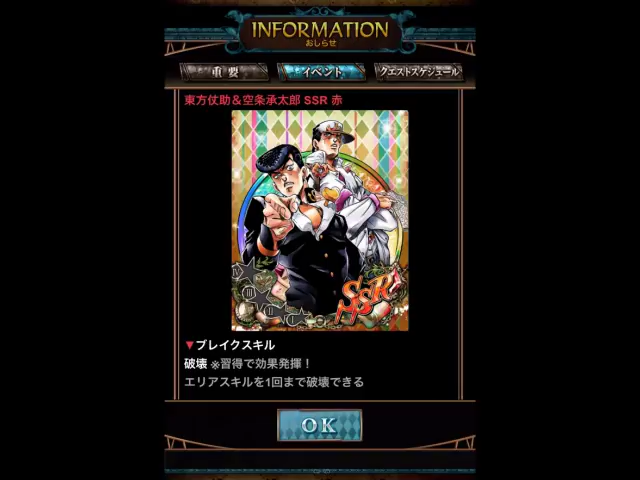 INFORMATION
おしらせ
重要
イベント
クエストスケジュール
東方仗助＆空条承太郎 SSR 赤
SSR
IV
III
II
I
▼ブレイクスキル
破壊 ※習得で効果発揮！
エリアスキルを1回まで破壊できる
OK